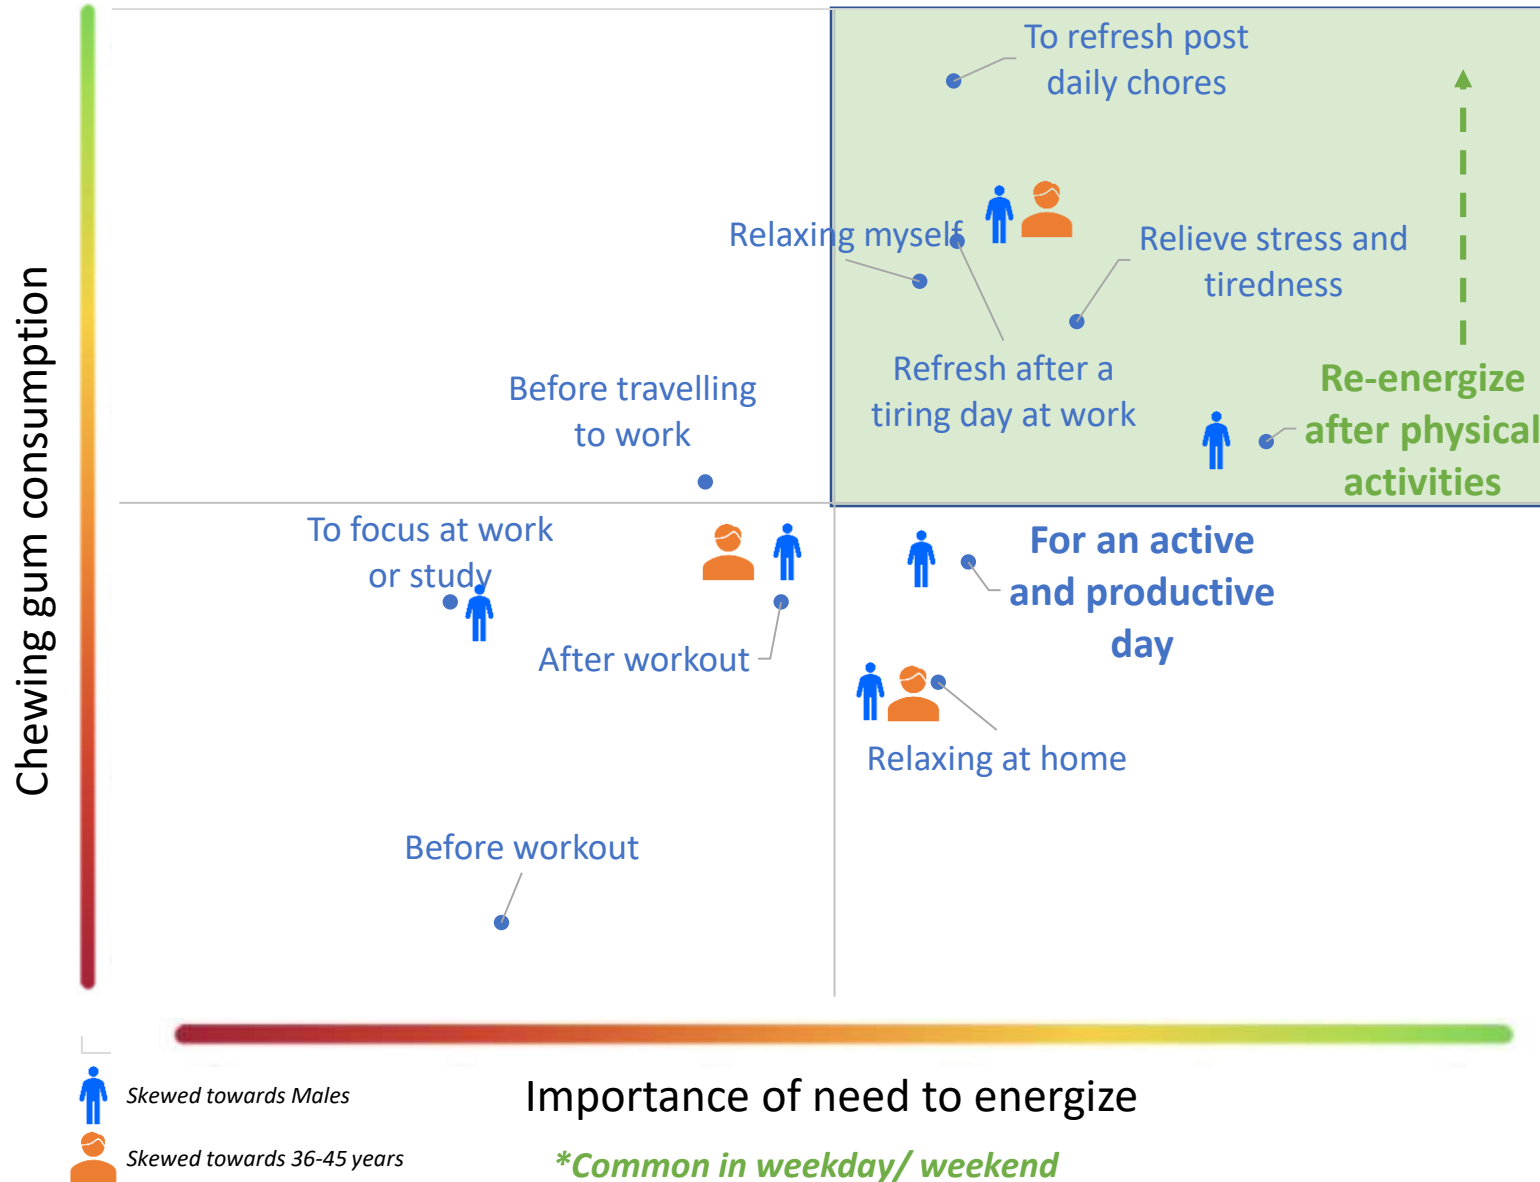 To refresh post
daily chores
Relaxing myself
Relieve stress and
tiredness
Refresh after a
tiring day at work
Before travelling
to work
Re-energize
after physical
activities
To focus at work
or study
For an active
and productive
day
After workout
Relaxing at home
Before workout
Chewing gum consumption
Importance of need to energize
Skewed towards Males
Skewed towards 36-45 years
*Common in weekday/ weekend